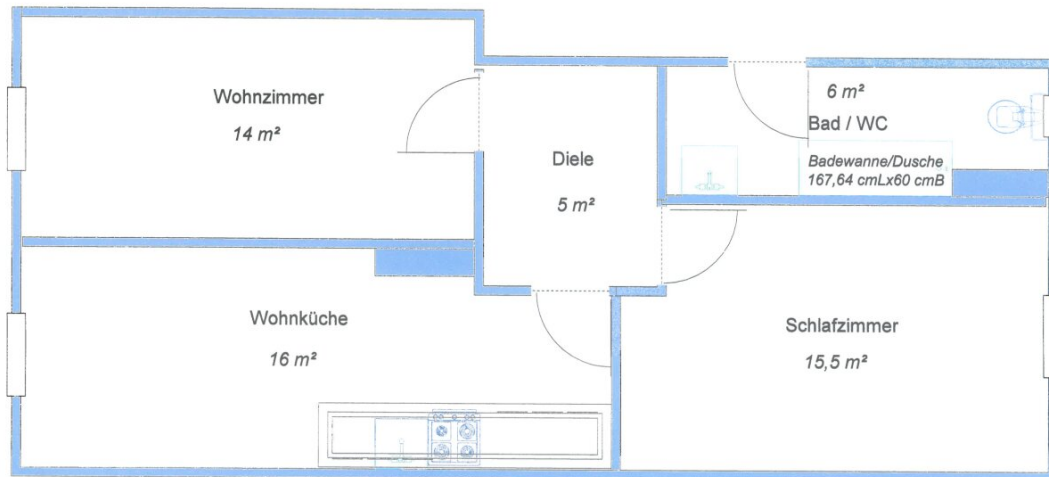 Wohnzimmer
14 m²
Diele
5 m²
6 m²
Bad / WC
Badewanne/Dusche
167,64 cmLx60 cmB
Wohnküche
16 m²
Schlafzimmer
15,5 m²